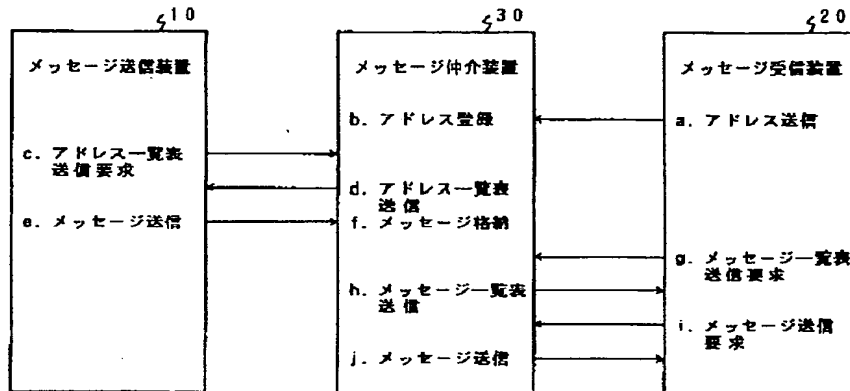 10
30
20
メッセージ送信装置
メッセージ仲介装置
メッセージ受信装置
b. アドレス登録
a. アドレス送信
c. アドレス一覧表
送信要求
d. アドレス一覧表
送信
e. メッセージ送信
f. メッセージ格納
g. メッセージ一覧表
送信要求
h. メッセージ一覧表
送信
i. メッセージ送信
要求
j. メッセージ送信